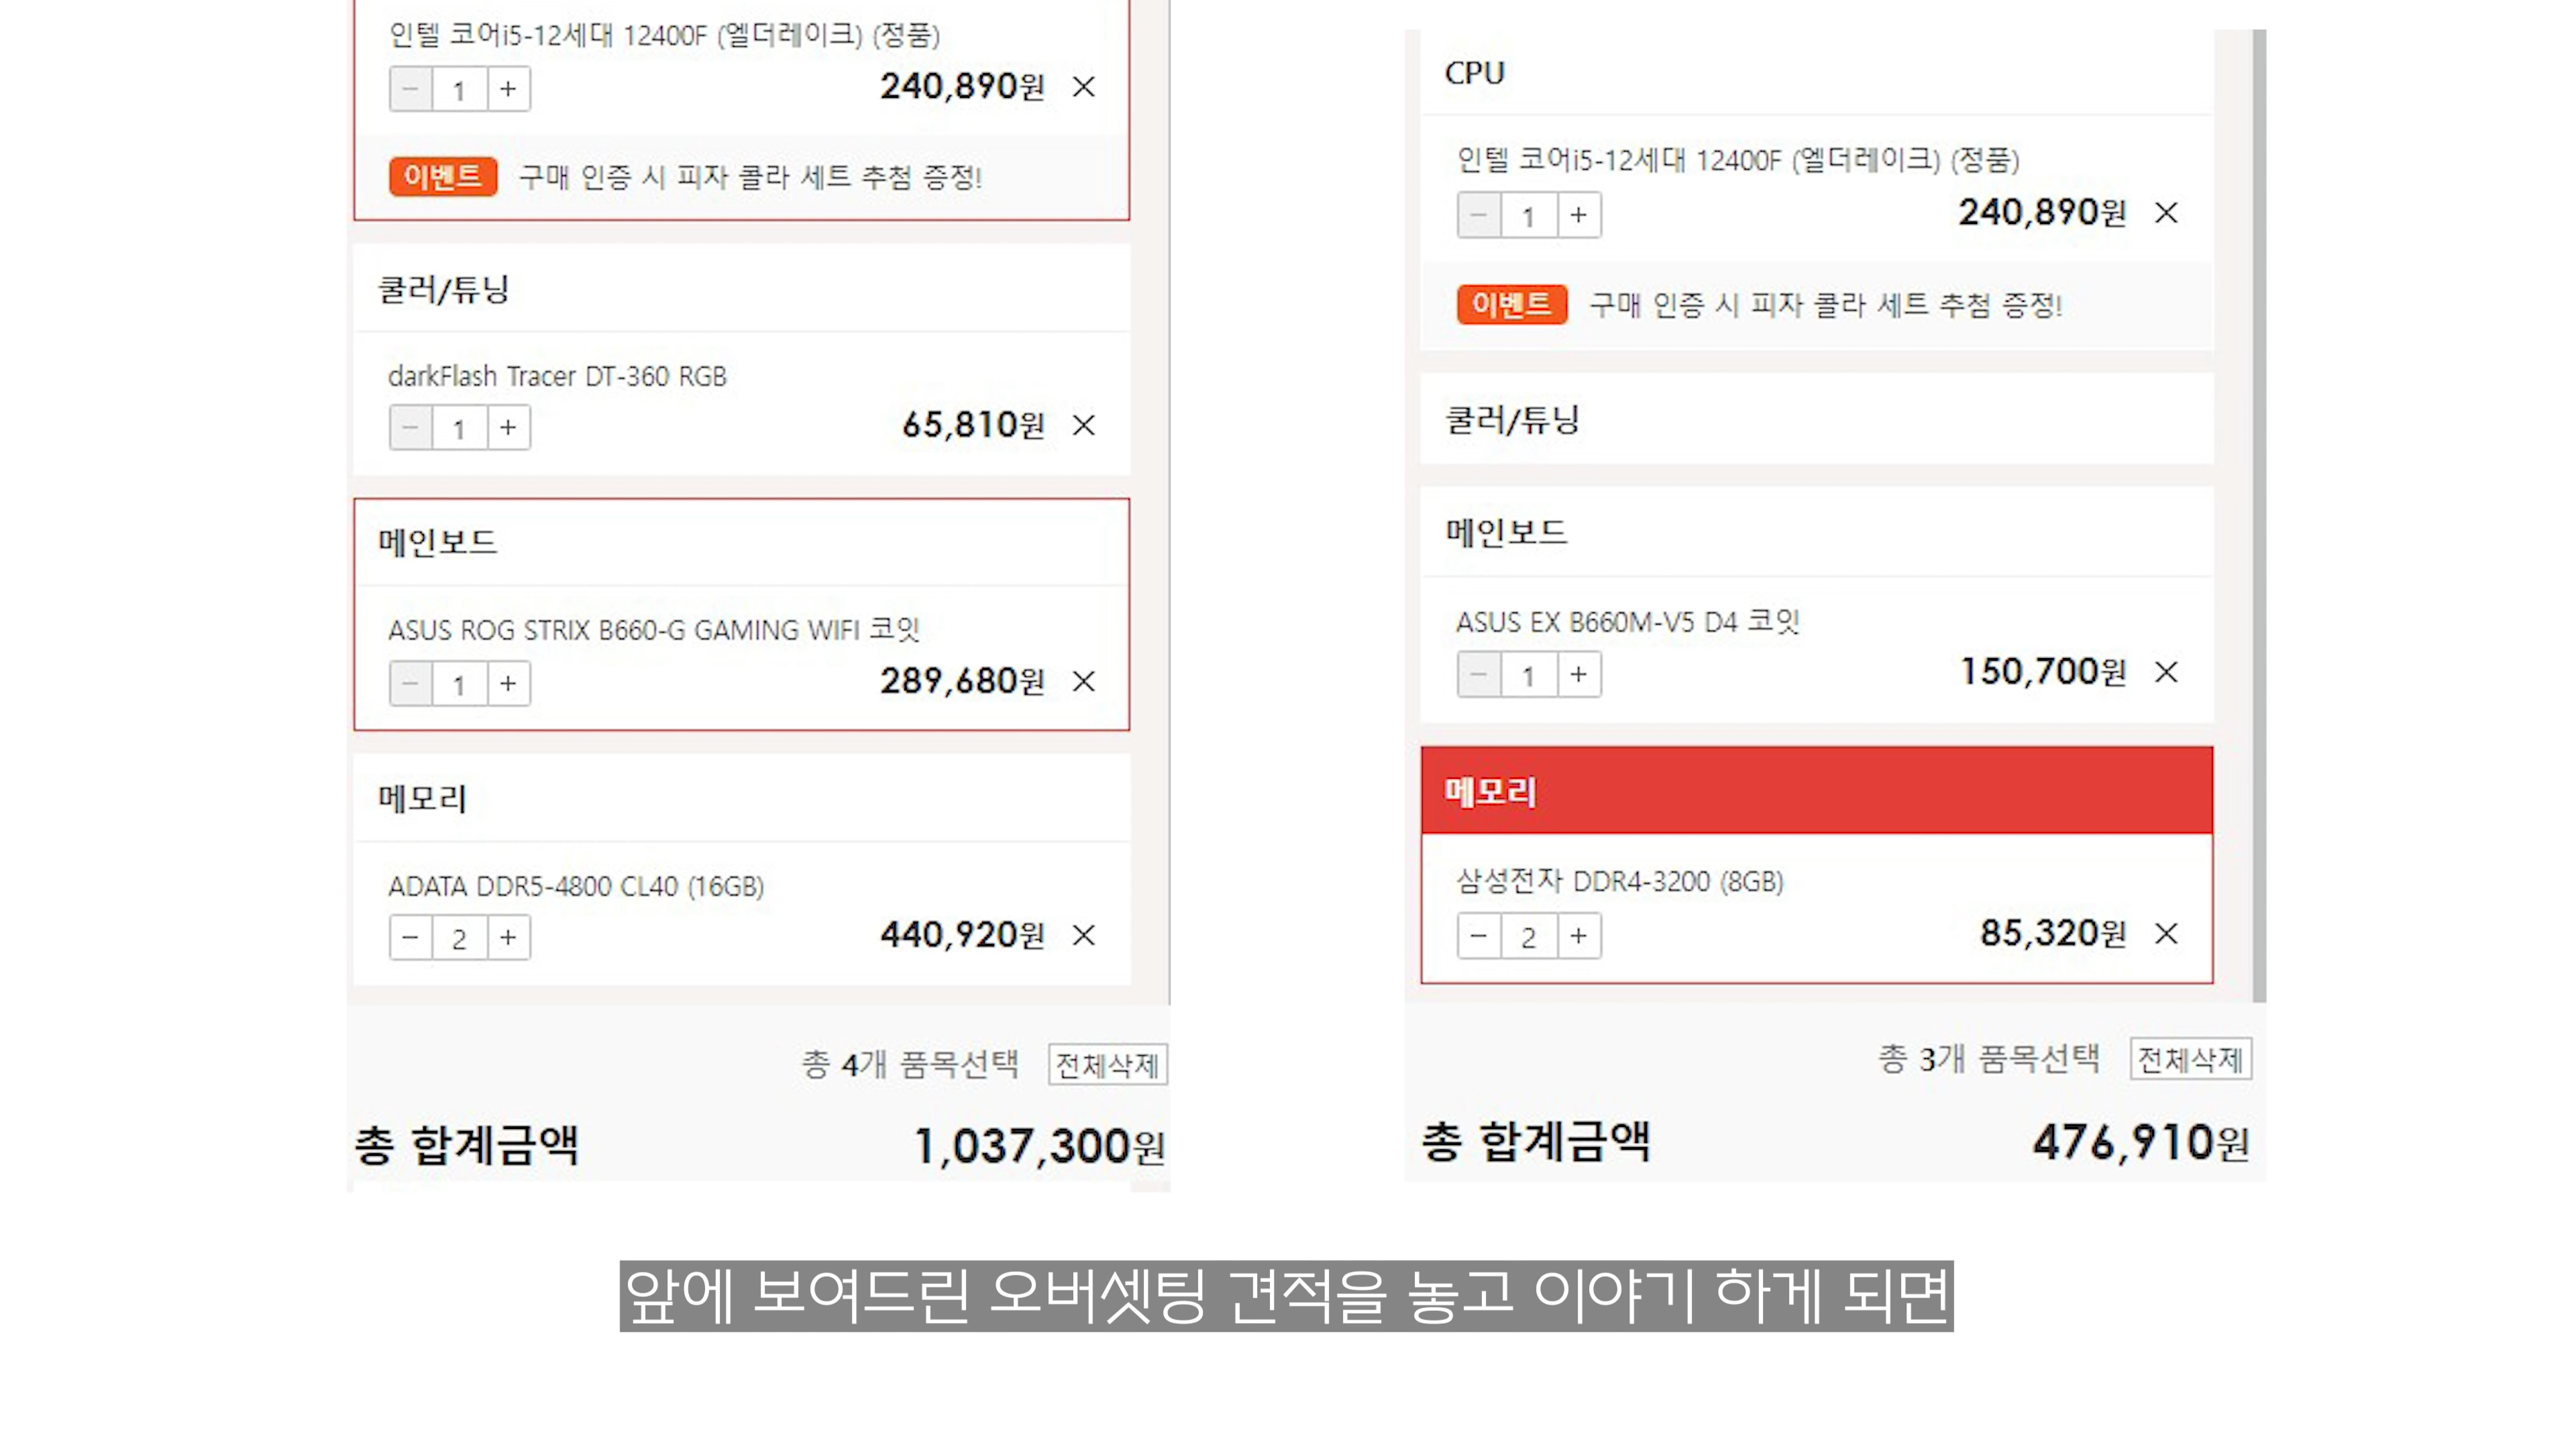 인텔 코어i5-12세대 12400F (엘더레이크) (정품)
− 1 + 240,890원 ×
이벤트 구매 인증 시 피자 콜라 세트 추첨 증정!
쿨러/튜닝
darkFlash Tracer DT-360 RGB
− 1 + 65,810원 ×
메인보드
ASUS ROG STRIX B660-G GAMING WIFI 코잇
− 1 + 289,680원 ×
메모리
ADATA DDR5-4800 CL40 (16GB)
− 2 + 440,920원 ×
총 4개 품목선택 전체삭제
총 합계금액 1,037,300원
CPU
인텔 코어i5-12세대 12400F (엘더레이크) (정품)
− 1 + 240,890원 ×
이벤트 구매 인증 시 피자 콜라 세트 추첨 증정!
쿨러/튜닝
메인보드
ASUS EX B660M-V5 D4 코잇
− 1 + 150,700원 ×
메모리
삼성전자 DDR4-3200 (8GB)
− 2 + 85,320원 ×
총 3개 품목선택 전체삭제
총 합계금액 476,910원
앞에 보여드린 오버셋팅 견적을 놓고 이야기 하게 되면